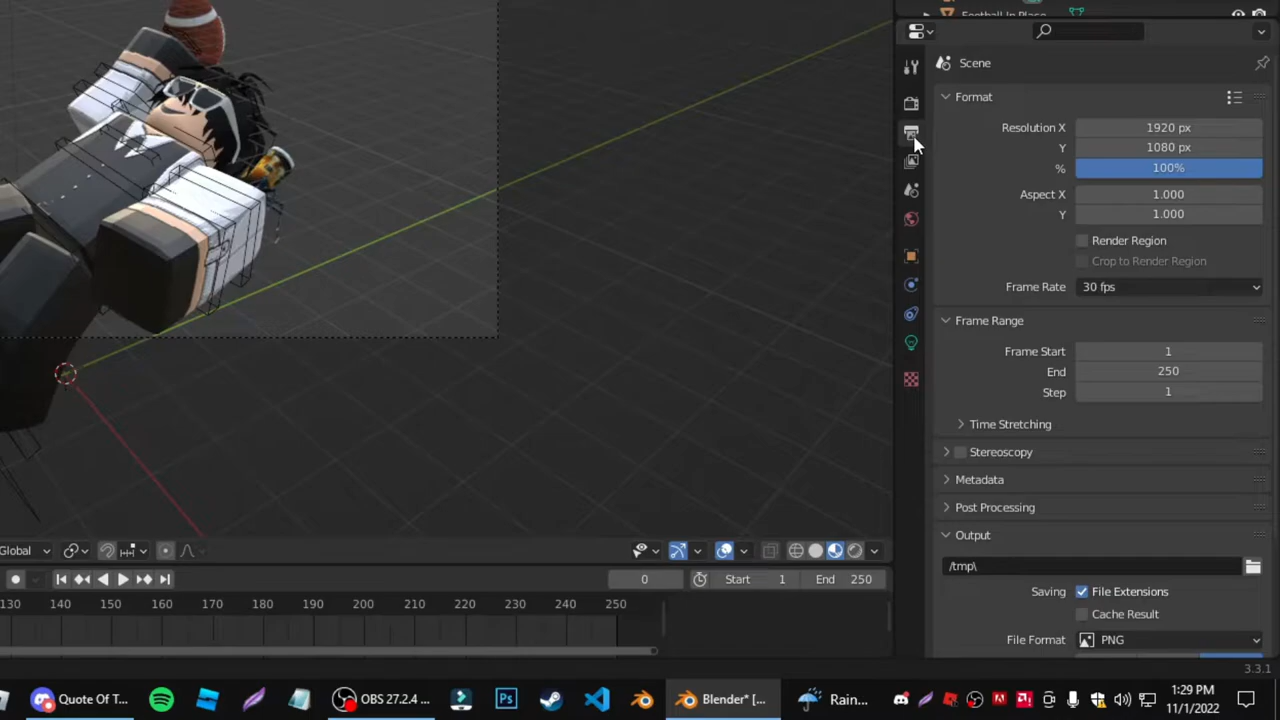 Football In Place
Scene
Format
Resolution X 1920 px
Y 1080 px
% 100%
Aspect X 1.000
Y 1.000
Render Region
Crop to Render Region
Frame Rate 30 fps
Frame Range
Frame Start 1
End 250
Step 1
Time Stretching
Stereoscopy
Metadata
Post Processing
Output
/tmp\
Saving File Extensions
Cache Result
File Format PNG
Global
0 Start 1 End 250
130 140 150 160 170 180 190 200 210 220 230 240 250
3.3.1
Quote Of T...
OBS 27.2.4 ...
Ps
Blender* [...
Rain...
1:29 PM
11/1/2022